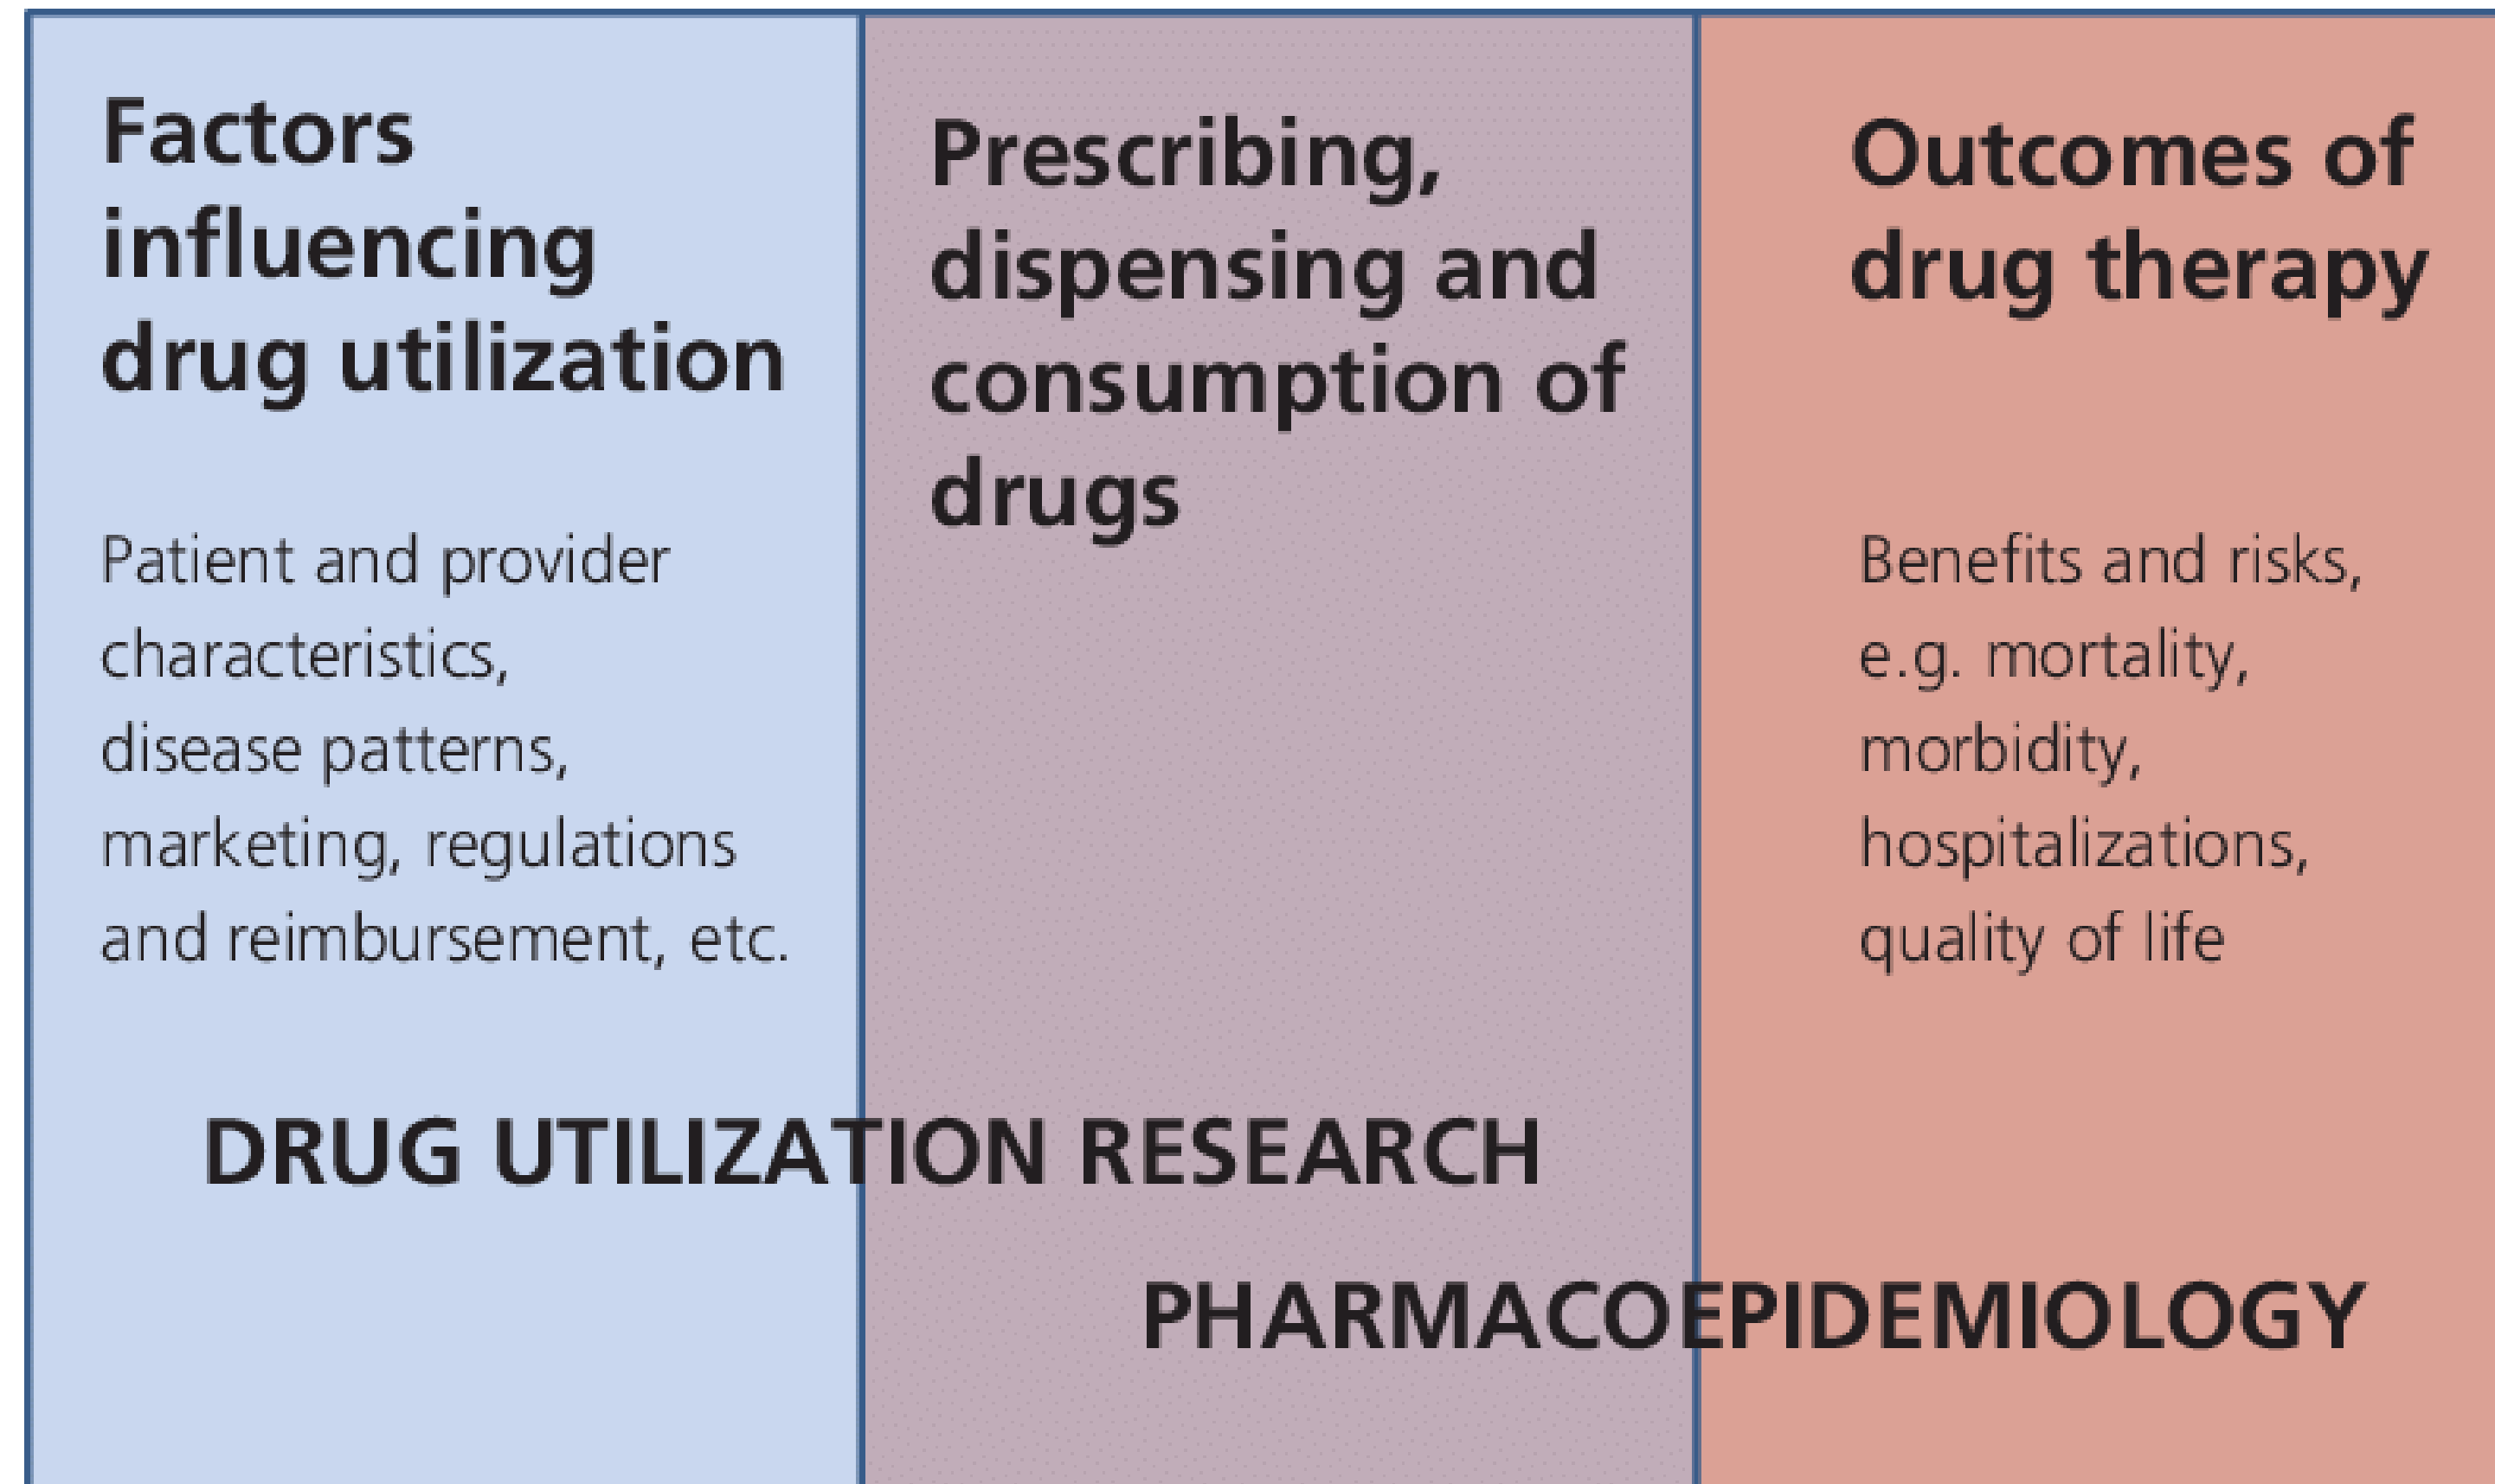 Factors
influencing
drug utilization
Patient and provider
characteristics,
disease patterns,
marketing, regulations
and reimbursement, etc.
Prescribing,
dispensing and
consumption of
drugs
Outcomes of
drug therapy
Benefits and risks,
e.g. mortality,
morbidity,
hospitalizations,
quality of life
DRUG UTILIZATION RESEARCH
PHARMACOEPIDEMIOLOGY